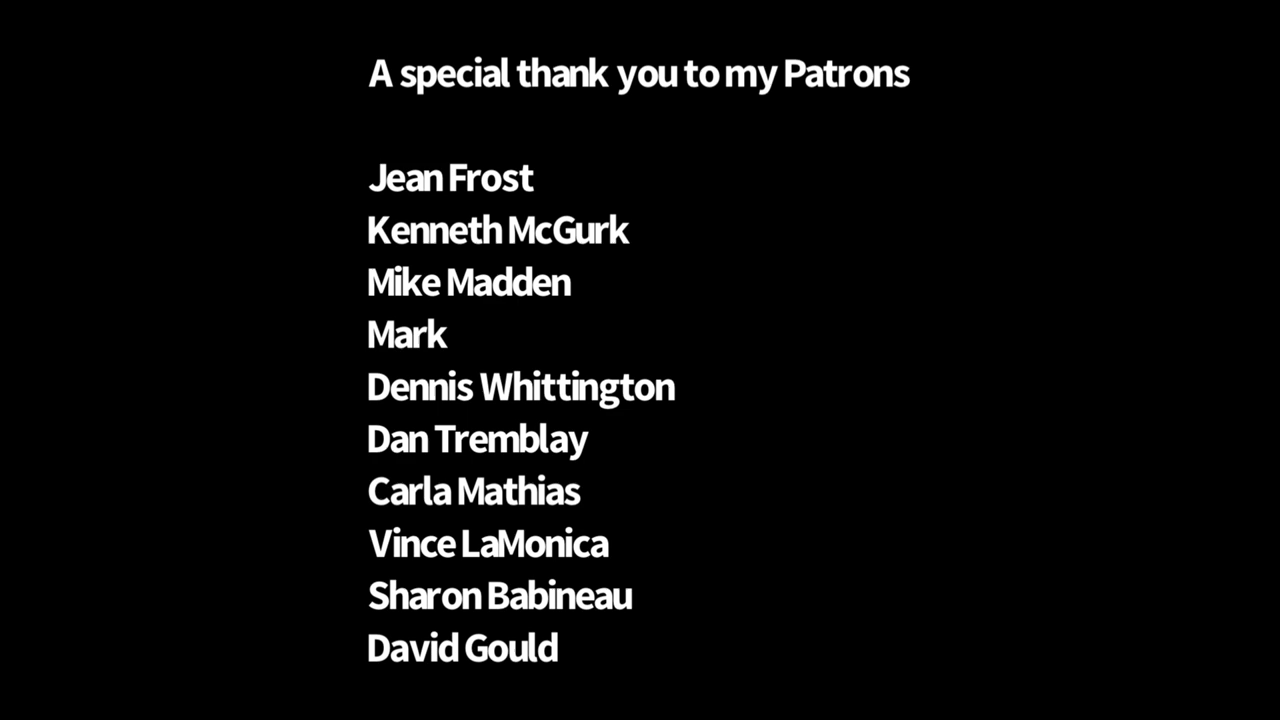 A special thank you to my Patrons
Jean Frost
Kenneth McGurk
Mike Madden
Mark
Dennis Whittington
Dan Tremblay
Carla Mathias
Vince LaMonica
Sharon Babineau
David Gould